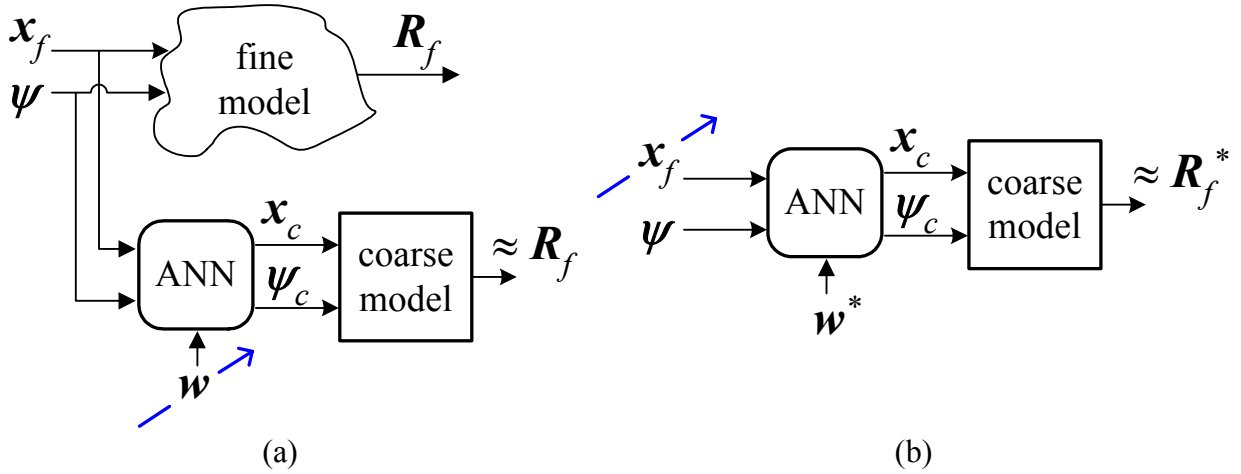 x_f
ψ
fine
model
R_f
ANN
x_c
ψ_c
coarse
model
≈ R_f
w
(a)
x_f
ψ
ANN
x_c
ψ_c
coarse
model
≈ R_f*
w*
(b)